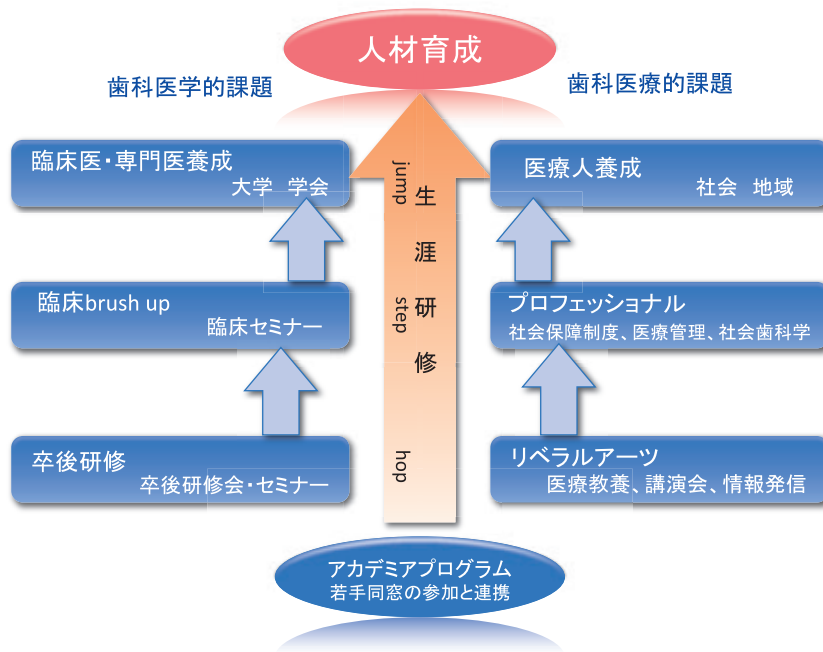 人材育成
歯科医学的課題
歯科医療的課題
臨床医・専門医養成
大学 学会
医療人養成
社会 地域
jump
生涯研修
臨床brush up
臨床セミナー
step
プロフェッショナル
社会保障制度、医療管理、社会歯科学
卒後研修
卒後研修会・セミナー
hop
リベラルアーツ
医療教養、講演会、情報発信
アカデミアプログラム
若手同窓の参加と連携